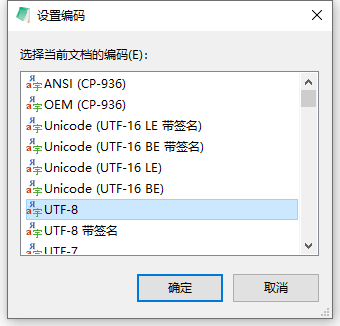 设置编码
选择当前文档的编码(E):
ANSI (CP-936)
OEM (CP-936)
Unicode (UTF-16 LE 带签名)
Unicode (UTF-16 BE 带签名)
Unicode (UTF-16 LE)
Unicode (UTF-16 BE)
UTF-8
UTF-8 带签名
UTF-7
确定 取消